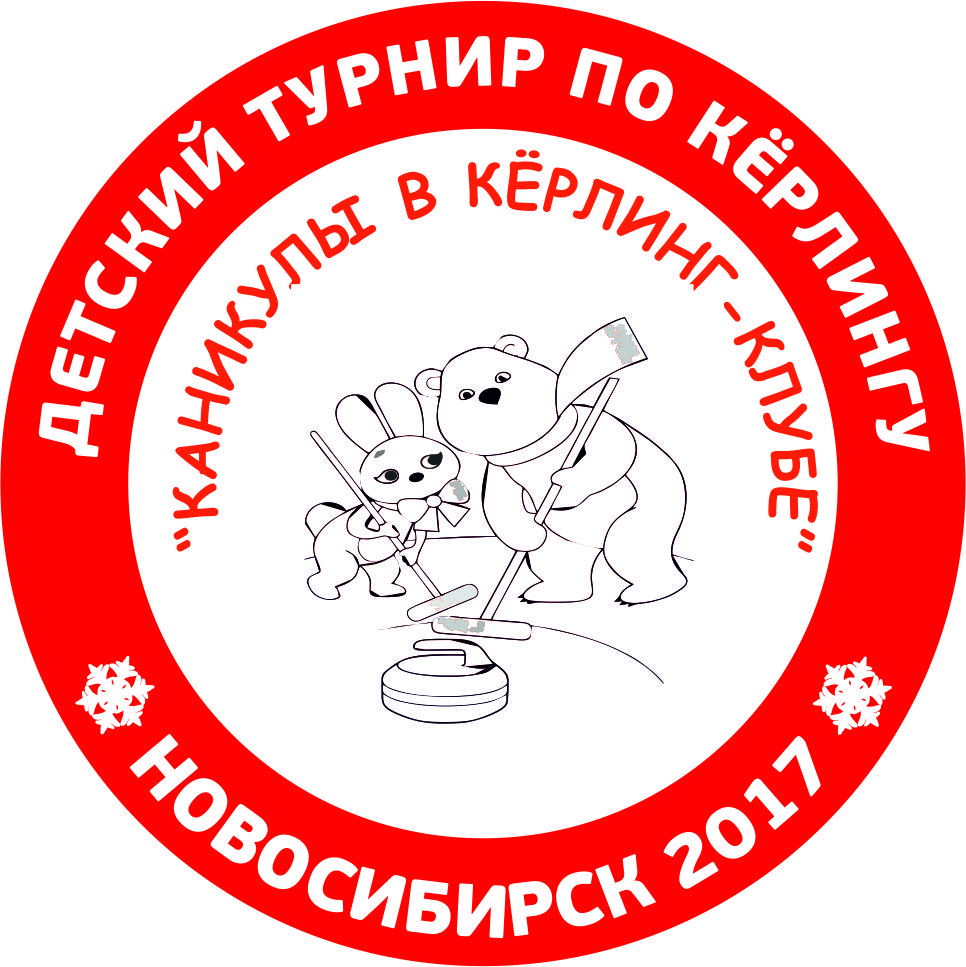 ДЕТСКИЙ ТУРНИР ПО КЁРЛИНГУ
"КАНИКУЛЫ В КЁРЛИНГ-КЛУБЕ"
НОВОСИБИРСК 2017